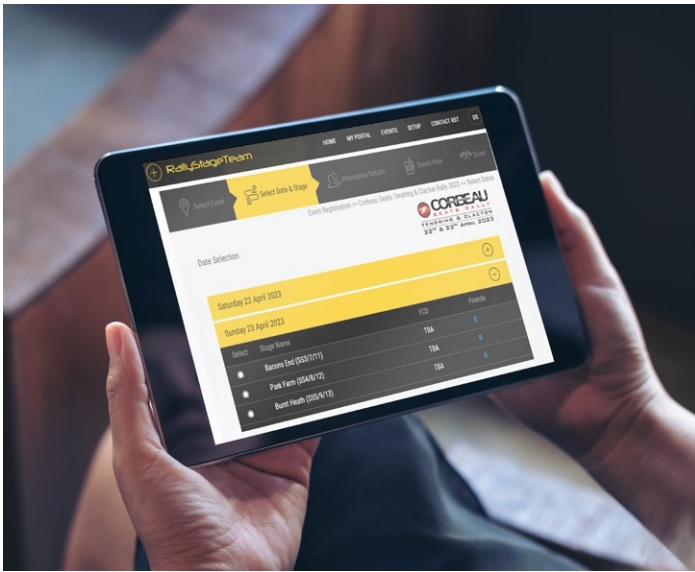 RallyStageTeam
HOME MY PORTAL EVENTS SETUP CONTACT RST
Select Event
Select Date & Stage
Attendance Details
Select Role
Event Registration >> Corbeau Seats Tendring & Clacton Rally 2023 >> Select Dates
CORBEAU
SEATS RALLY
TENDRING & CLACTON
22ND & 23RD APRIL 2023
Date Selection
Saturday 22 April 2023
Sunday 23 April 2023
Select Stage Name FCD Friends
Bacons End (SS3/7/11) TBA 0
Park Farm (SS4/8/12) TBA 0
Burnt Heath (SS5/9/13) TBA 0